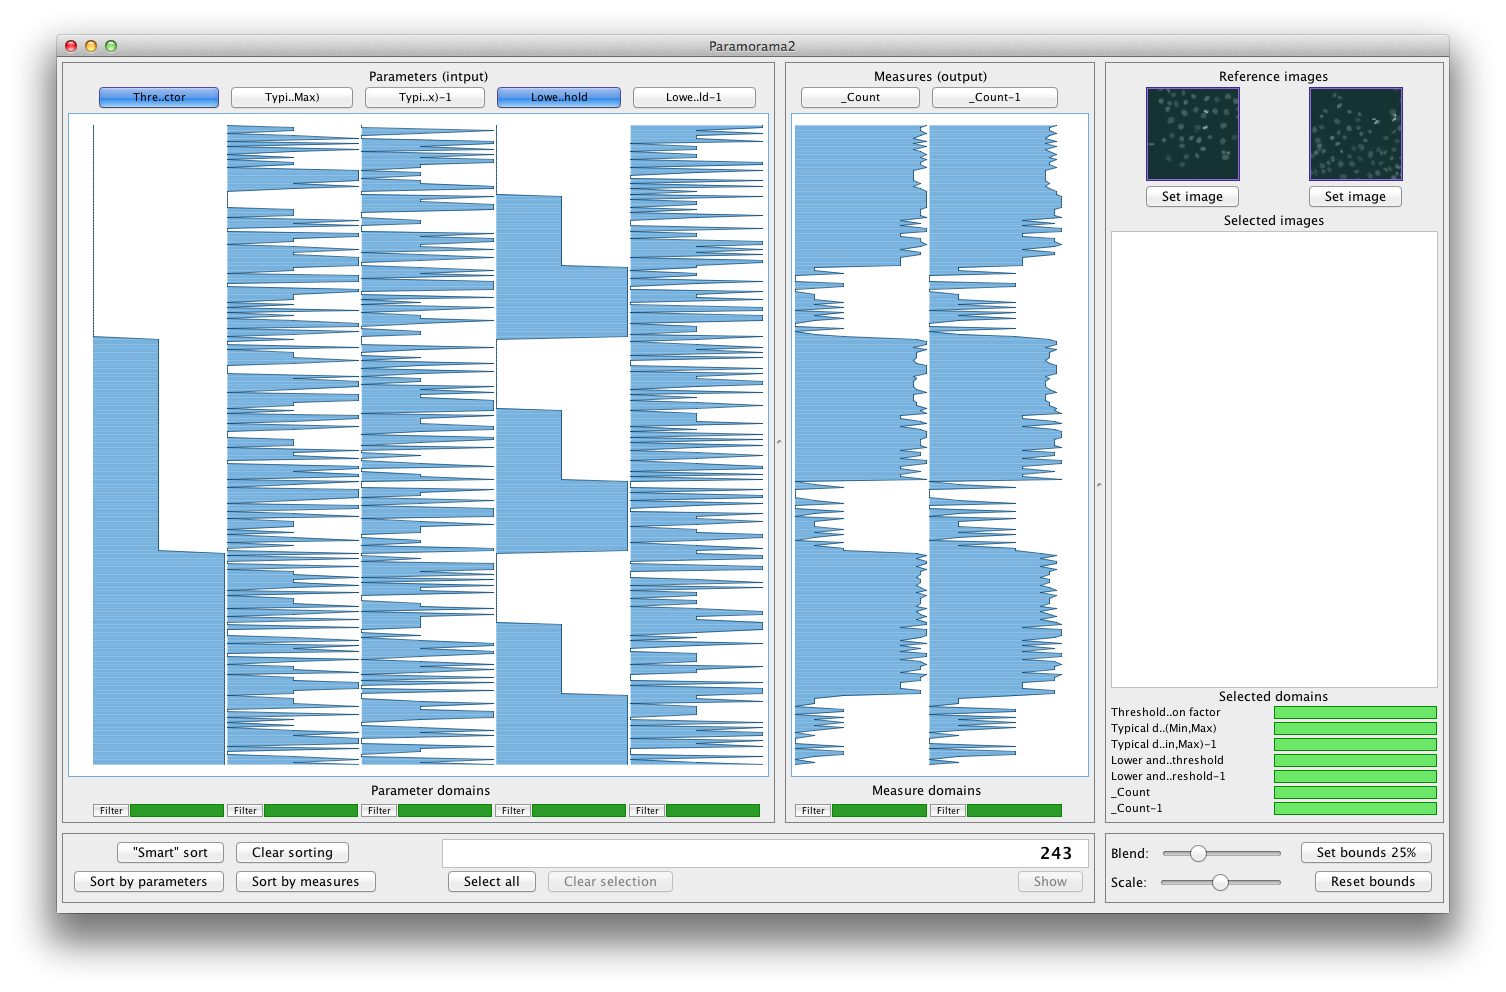 Paramorama2
Parameters (intput)
Thre..ctor Typi..Max) Typi..x)-1 Lowe..hold Lowe..ld-1
Measures (output)
_Count _Count-1
Reference images
Set image Set image
Selected images
Selected domains
Threshold..on factor
Typical d..(Min,Max)
Typical d..in,Max)-1
Lower and..threshold
Lower and..reshold-1
_Count
_Count-1
Parameter domains
Filter Filter Filter Filter Filter
Measure domains
Filter Filter
"Smart" sort Clear sorting
Sort by parameters Sort by measures
243
Select all Clear selection Show
Blend: Set bounds 25%
Scale: Reset bounds